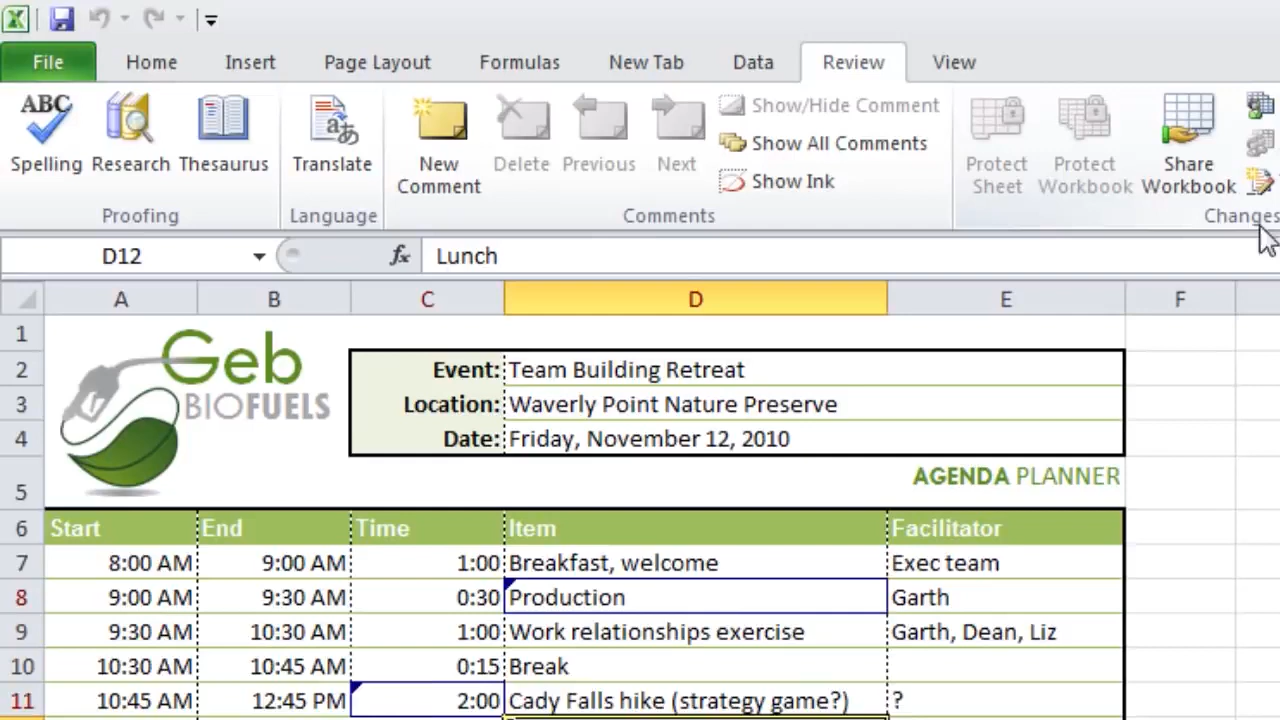 File Home Insert Page Layout Formulas New Tab Data Review View
ABC
Spelling Research Thesaurus Translate New Comment Delete Previous Next Show/Hide Comment Protect Sheet Protect Workbook Share Workbook
Show All Comments
Show Ink
Proofing Language Comments Changes
D12 fx Lunch
A B C D E F
1
Geb
BIOFUELS
2 Event: Team Building Retreat
3 Location: Waverly Point Nature Preserve
4 Date: Friday, November 12, 2010
5 AGENDA PLANNER
6 Start End Time Item Facilitator
7 8:00 AM 9:00 AM 1:00 Breakfast, welcome Exec team
8 9:00 AM 9:30 AM 0:30 Production Garth
9 9:30 AM 10:30 AM 1:00 Work relationships exercise Garth, Dean, Liz
10 10:30 AM 10:45 AM 0:15 Break
11 10:45 AM 12:45 PM 2:00 Cady Falls hike (strategy game?) ?